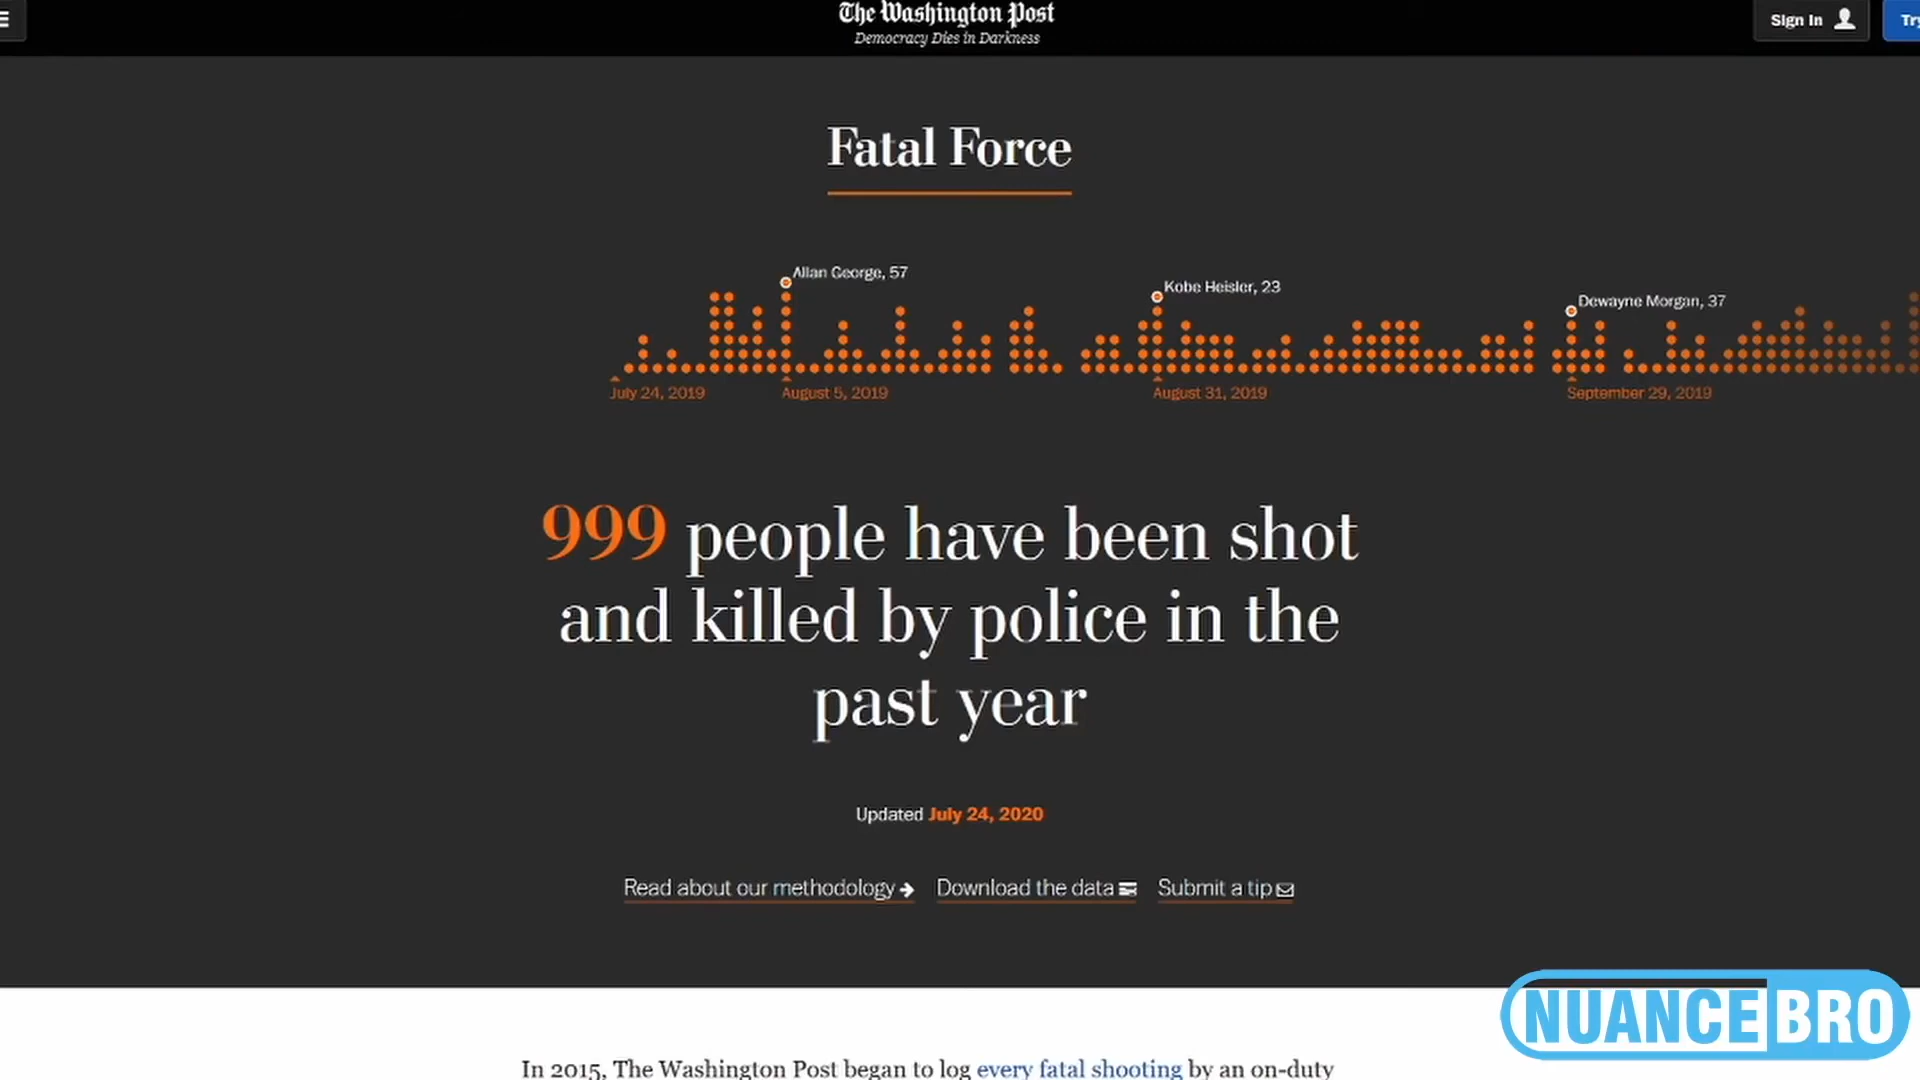 The Washington Post
Democracy Dies in Darkness
Sign In
Try
Fatal Force
Allan George, 57
Kobe Heisler, 23
Dewayne Morgan, 37
July 24, 2019
August 5, 2019
August 31, 2019
September 29, 2019
999 people have been shot
and killed by police in the
past year
Updated July 24, 2020
Read about our methodology
Download the data
Submit a tip
NUANCEBRO
In 2015, The Washington Post began to log every fatal shooting by an on-duty